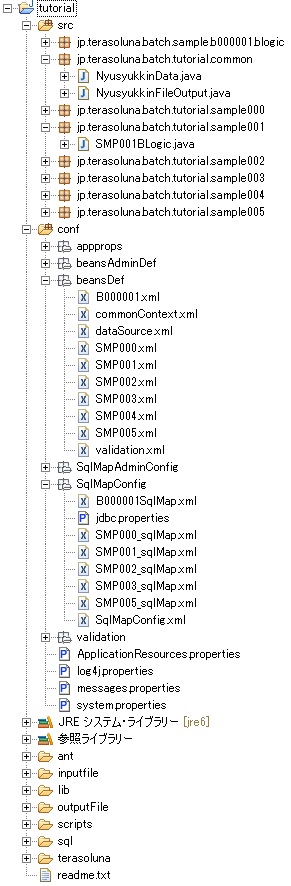 tutorial
src
jp.terasoluna.batch.sample.b000001.blogic
jp.terasoluna.batch.tutorial.common
NyusyukkinData.java
NyusyukkinFileOutput.java
jp.terasoluna.batch.tutorial.sample000
jp.terasoluna.batch.tutorial.sample001
SMP001BLogic.java
jp.terasoluna.batch.tutorial.sample002
jp.terasoluna.batch.tutorial.sample003
jp.terasoluna.batch.tutorial.sample004
jp.terasoluna.batch.tutorial.sample005
conf
appprops
beansAdminDef
beansDef
B000001.xml
commonContext.xml
dataSource.xml
SMP000.xml
SMP001.xml
SMP002.xml
SMP003.xml
SMP004.xml
SMP005.xml
validation.xml
SqlMapAdminConfig
SqlMapConfig
B000001SqlMap.xml
jdbc.properties
SMP000_sqlMap.xml
SMP001_sqlMap.xml
SMP002_sqlMap.xml
SMP003_sqlMap.xml
SMP005_sqlMap.xml
SqlMapConfig.xml
validation
ApplicationResources.properties
log4j.properties
messages.properties
system.properties
JRE システム・ライブラリー [jre6]
参照ライブラリー
ant
inputfile
lib
outputFile
scripts
sql
terasoluna
readme.txt